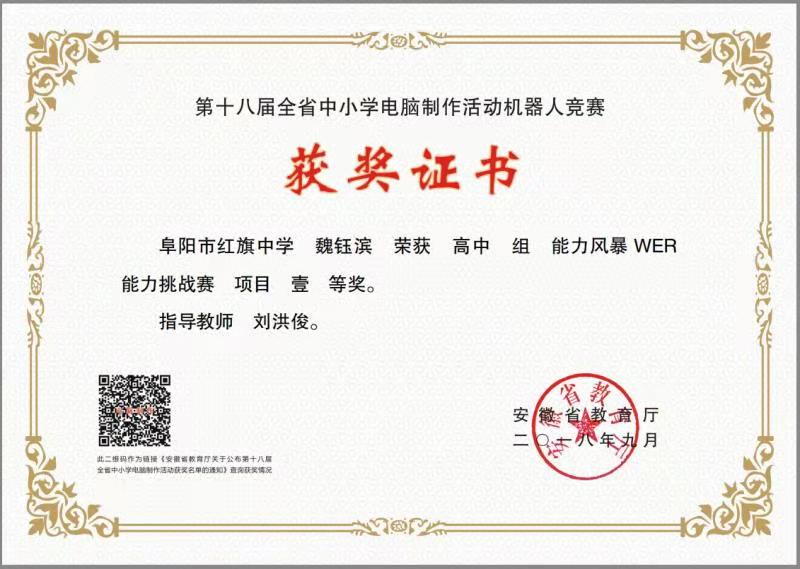 第十八届全省中小学电脑制作活动机器人竞赛
获奖证书
阜阳市红旗中学 魏钰滨 荣获 高中 组 能力风暴 WER
能力挑战赛 项目 壹 等奖。
指导教师 刘洪俊。
此二维码作为链接《安徽省教育厅关于公布第十八届
全省中小学电脑制作活动获奖名单的通知》查询获奖情况
安徽省教育厅
安徽省教育厅
二〇一八年九月